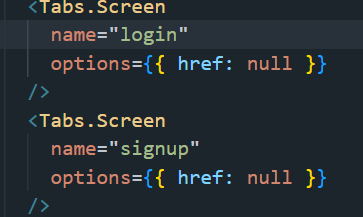 <Tabs.Screen
name="login"
options={{ href: null }}
/>
<Tabs.Screen
name="signup"
options={{ href: null }}
/>